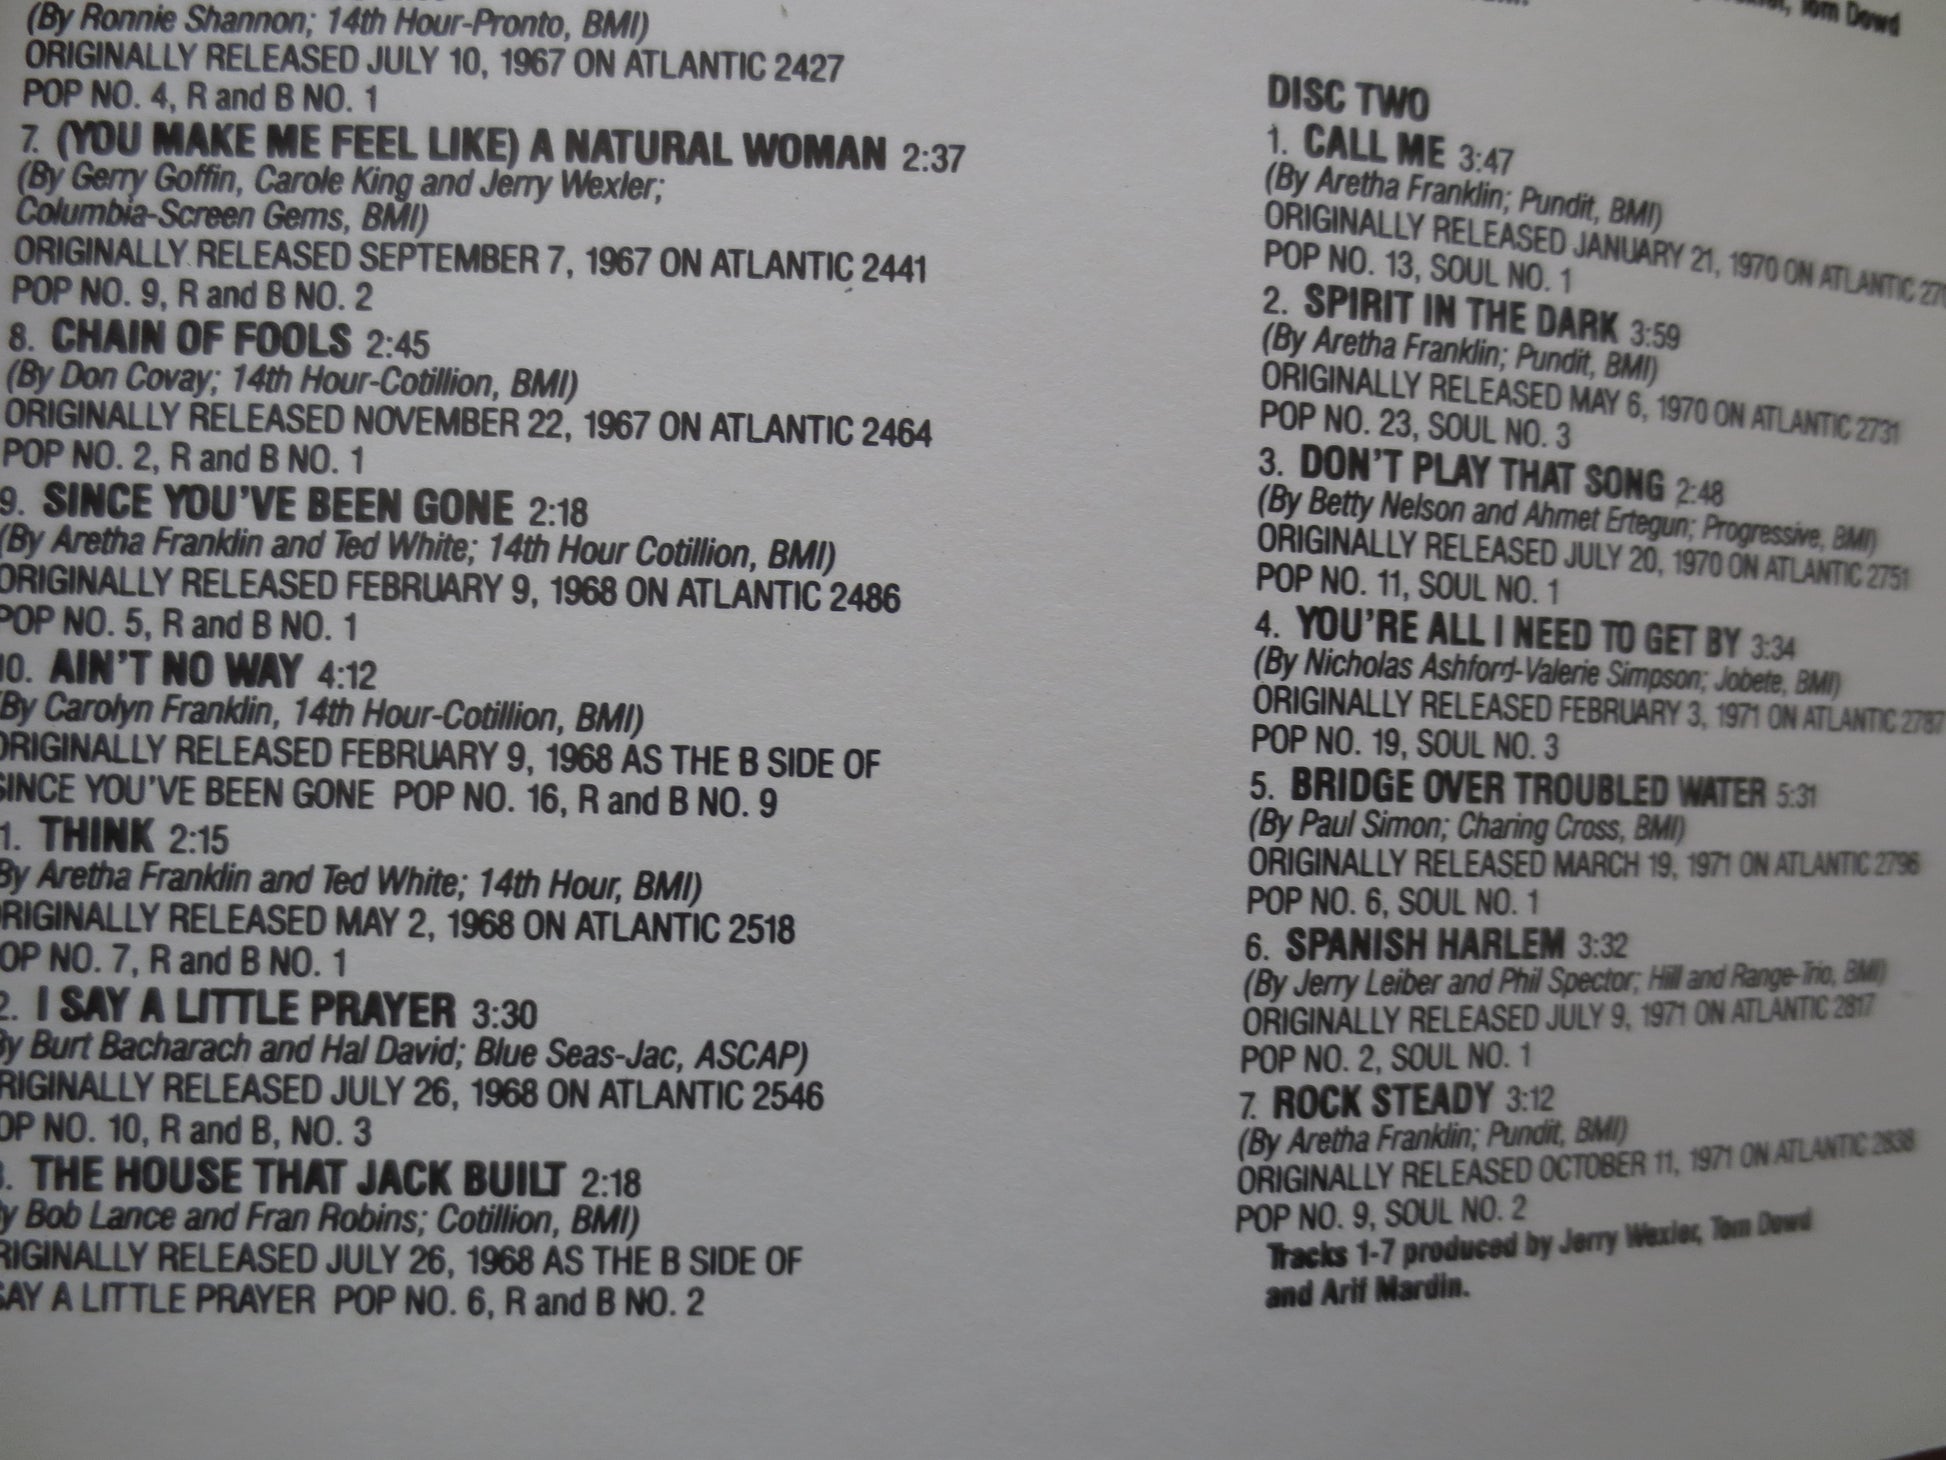 (By Ronnie Shannon; 14th Hour-Pronto, BMI)
ORIGINALLY RELEASED JULY 10, 1967 ON ATLANTIC 2427
POP NO. 4, R and B NO. 1
7. (YOU MAKE ME FEEL LIKE) A NATURAL WOMAN 2:37
(By Gerry Goffin, Carole King and Jerry Wexler;
Columbia-Screen Gems, BMI)
ORIGINALLY RELEASED SEPTEMBER 7, 1967 ON ATLANTIC 2441
POP NO. 9, R and B NO. 2
8. CHAIN OF FOOLS 2:45
(By Don Covay; 14th Hour-Cotillion, BMI)
ORIGINALLY RELEASED NOVEMBER 22, 1967 ON ATLANTIC 2464
POP NO. 2, R and B NO. 1
9. SINCE YOU'VE BEEN GONE 2:18
(By Aretha Franklin and Ted White; 14th Hour Cotillion, BMI)
ORIGINALLY RELEASED FEBRUARY 9, 1968 ON ATLANTIC 2486
POP NO. 5, R and B NO. 1
10. AIN'T NO WAY 4:12
(By Carolyn Franklin, 14th Hour-Cotillion, BMI)
ORIGINALLY RELEASED FEBRUARY 9, 1968 AS THE B SIDE OF
SINCE YOU'VE BEEN GONE POP NO. 16, R and B NO. 9
1. THINK 2:15
By Aretha Franklin and Ted White; 14th Hour, BMI)
RIGINALLY RELEASED MAY 2, 1968 ON ATLANTIC 2518
OP NO. 7, R and B NO. 1
2. I SAY A LITTLE PRAYER 3:30
By Burt Bacharach and Hal David; Blue Seas-Jac, ASCAP)
RIGINALLY RELEASED JULY 26, 1968 ON ATLANTIC 2546
OP NO. 10, R and B, NO. 3
3. THE HOUSE THAT JACK BUILT 2:18
y Bob Lance and Fran Robins; Cotillion, BMI)
RIGINALLY RELEASED JULY 26, 1968 AS THE B SIDE OF
SAY A LITTLE PRAYER POP NO. 6, R and B NO. 2
Tom Dowd
DISC TWO
1. CALL ME 3:47
(By Aretha Franklin; Pundit, BMI)
ORIGINALLY RELEASED JANUARY 21, 1970 ON ATLANTIC
POP NO. 13, SOUL NO. 1
2. SPIRIT IN THE DARK 3:59
(By Aretha Franklin; Pundit, BMI)
ORIGINALLY RELEASED MAY 6, 1970 ON ATLANTIC 2731
POP NO. 23, SOUL NO. 3
3. DON'T PLAY THAT SONG 2:48
(By Betty Nelson and Ahmet Ertegun; Progressive, BMI)
ORIGINALLY RELEASED JULY 20, 1970 ON ATLANTIC 2751
POP NO. 11, SOUL NO. 1
4. YOU'RE ALL I NEED TO GET BY 3:34
(By Nicholas Ashford-Valerie Simpson; Jobete, BMI)
ORIGINALLY RELEASED FEBRUARY 3, 1971 ON ATLANTIC 2787
POP NO. 19, SOUL NO. 3
5. BRIDGE OVER TROUBLED WATER 5:31
(By Paul Simon; Charing Cross, BMI)
ORIGINALLY RELEASED MARCH 19, 1971 ON ATLANTIC 2796
POP NO. 6, SOUL NO. 1
6. SPANISH HARLEM 3:32
(By Jerry Leiber and Phil Spector; Hill and Range-Trio, BMI)
ORIGINALLY RELEASED JULY 9, 1971 ON ATLANTIC 2817
POP NO. 2, SOUL NO. 1
7. ROCK STEADY 3:12
(By Aretha Franklin; Pundit, BMI)
ORIGINALLY RELEASED OCTOBER 11, 1971 ON ATLANTIC 2838
POP NO. 9, SOUL NO. 2
Tracks 1-7 produced by Jerry Wexler, Tom Dowd
and Arif Mardin.